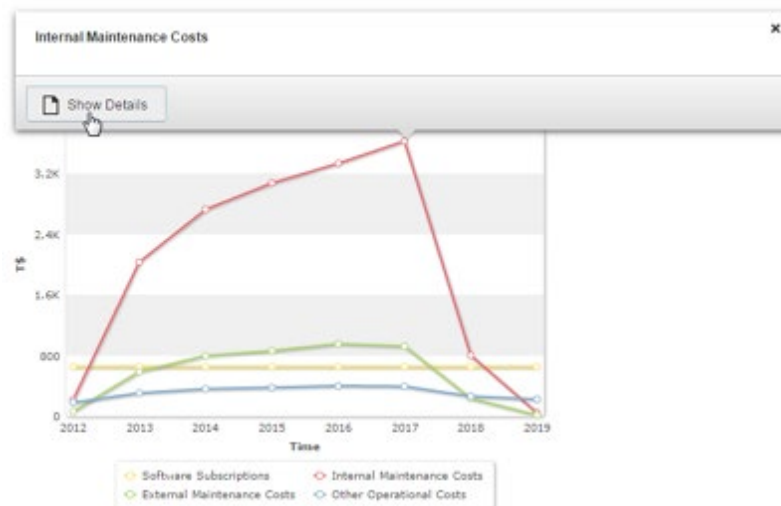 Internal Maintenance Costs
×
Show Details
3.2K
2.4K
T$
1.6K
800
0
2012 2013 2014 2015 2016 2017 2018 2019
Time
Software Subscriptions Internal Maintenance Costs
External Maintenance Costs Other Operational Costs